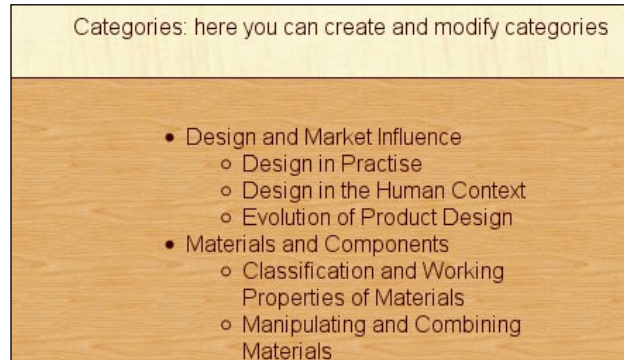 Categories: here you can create and modify categories
• Design and Market Influence
○ Design in Practise
○ Design in the Human Context
○ Evolution of Product Design
• Materials and Components
○ Classification and Working
Properties of Materials
○ Manipulating and Combining
Materials